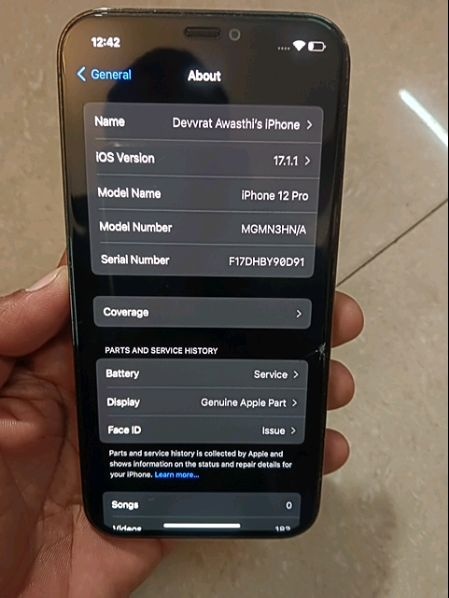 12:42
General About
Name Devvrat Awasthi's iPhone
iOS Version 17.1.1
Model Name iPhone 12 Pro
Model Number MGMN3HN/A
Serial Number F17DHBY90D91
Coverage
PARTS AND SERVICE HISTORY
Battery Service
Display Genuine Apple Part
Face ID Issue
Parts and service history is collected by Apple and
shows information on the status and repair details for
your iPhone. Learn more...
Songs 0
Videos